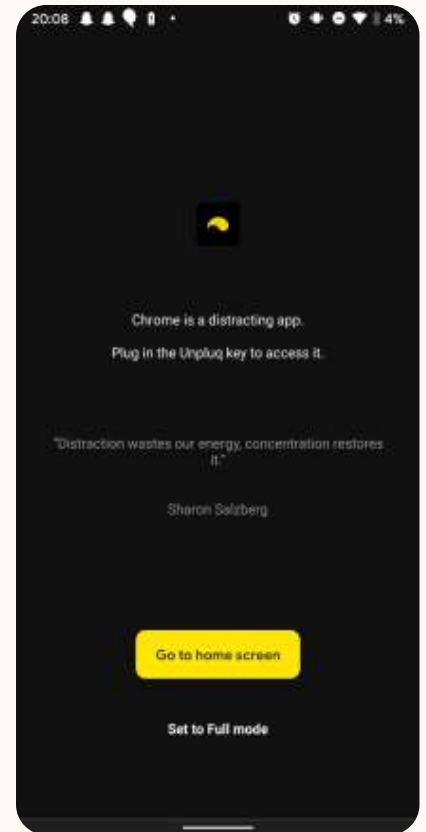 20:08 4%
Chrome is a distracting app.
Plug in the Unpluq key to access it.
"Distraction wastes our energy, concentration restores
it."
Sharon Salzberg
Go to home screen
Set to Full mode